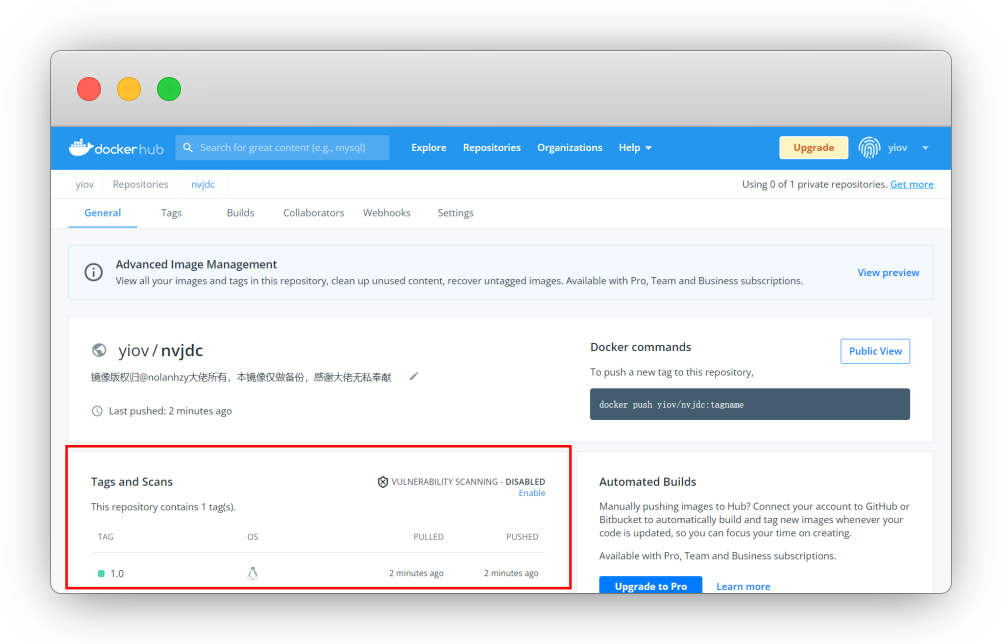 docker hub
Search for great content (e.g., mysql)
Explore
Repositories
Organizations
Help
Upgrade
yiov
yiov
Repositories
nvjdc
Using 0 of 1 private repositories. Get more
General
Tags
Builds
Collaborators
Webhooks
Settings
Advanced Image Management
View all your images and tags in this repository, clean up unused content, recover untagged images. Available with Pro, Team and Business subscriptions.
View preview
yiov / nvjdc
镜像版权归@nolanhzy大佬所有，本镜像仅做备份，感谢大佬无私奉献
Last pushed: 2 minutes ago
Docker commands
Public View
To push a new tag to this repository,
docker push yiov/nvjdc:tagname
Tags and Scans
VULNERABILITY SCANNING - DISABLED
Enable
This repository contains 1 tag(s).
TAG
OS
PULLED
PUSHED
1.0
2 minutes ago
2 minutes ago
Automated Builds
Manually pushing images to Hub? Connect your account to GitHub or
Bitbucket to automatically build and tag new images whenever your
code is updated, so you can focus your time on creating.
Available with Pro, Team and Business subscriptions.
Upgrade to Pro
Learn more